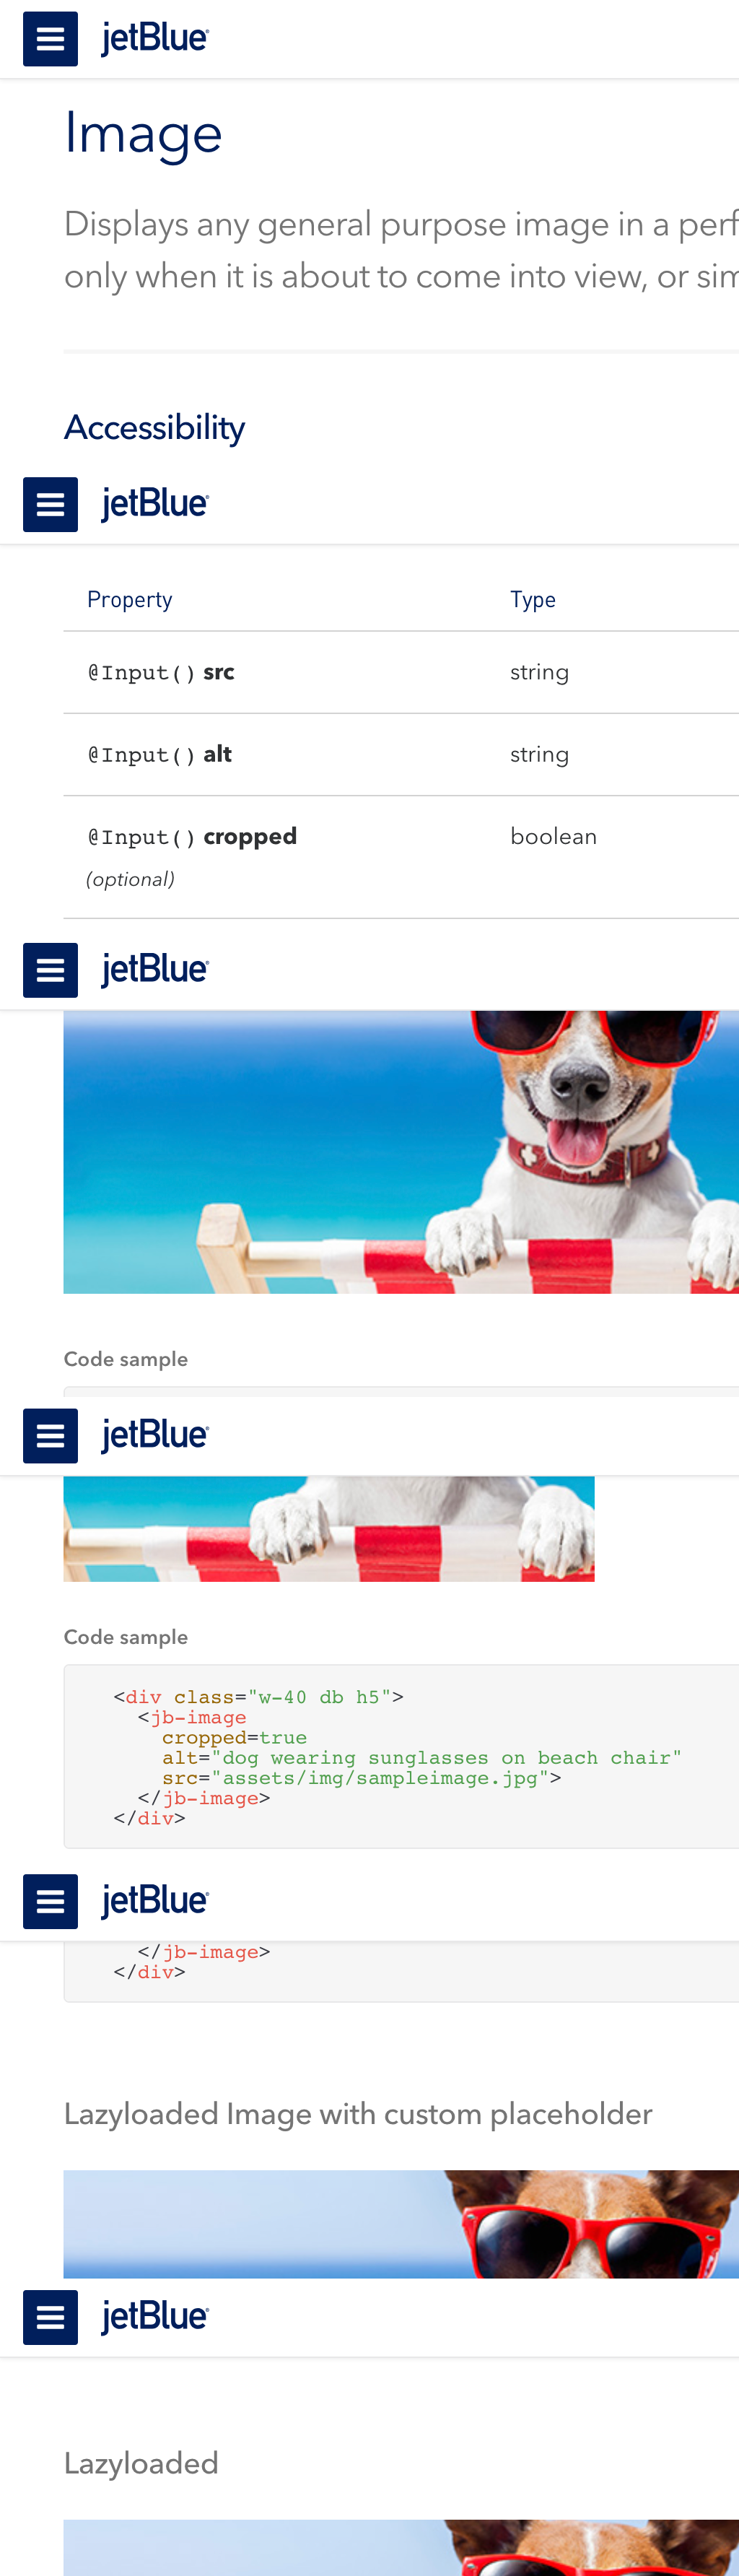 jetBlue
Image
Displays any general purpose image in a
only when it is about to come into view, or
Accessibility
jetBlue
Property Type
@Input() src string
@Input() alt string
@Input() cropped boolean
(optional)
jetBlue
Code sample
jetBlue
Code sample
<div class="w-40 db h5">
<jb-image
cropped=true
alt="dog wearing sunglasses on beach chair"
src="assets/img/sampleimage.jpg">
</jb-image>
</div>
jetBlue
</jb-image>
</div>
Lazyloaded Image with custom placeholder
jetBlue
Lazyloaded